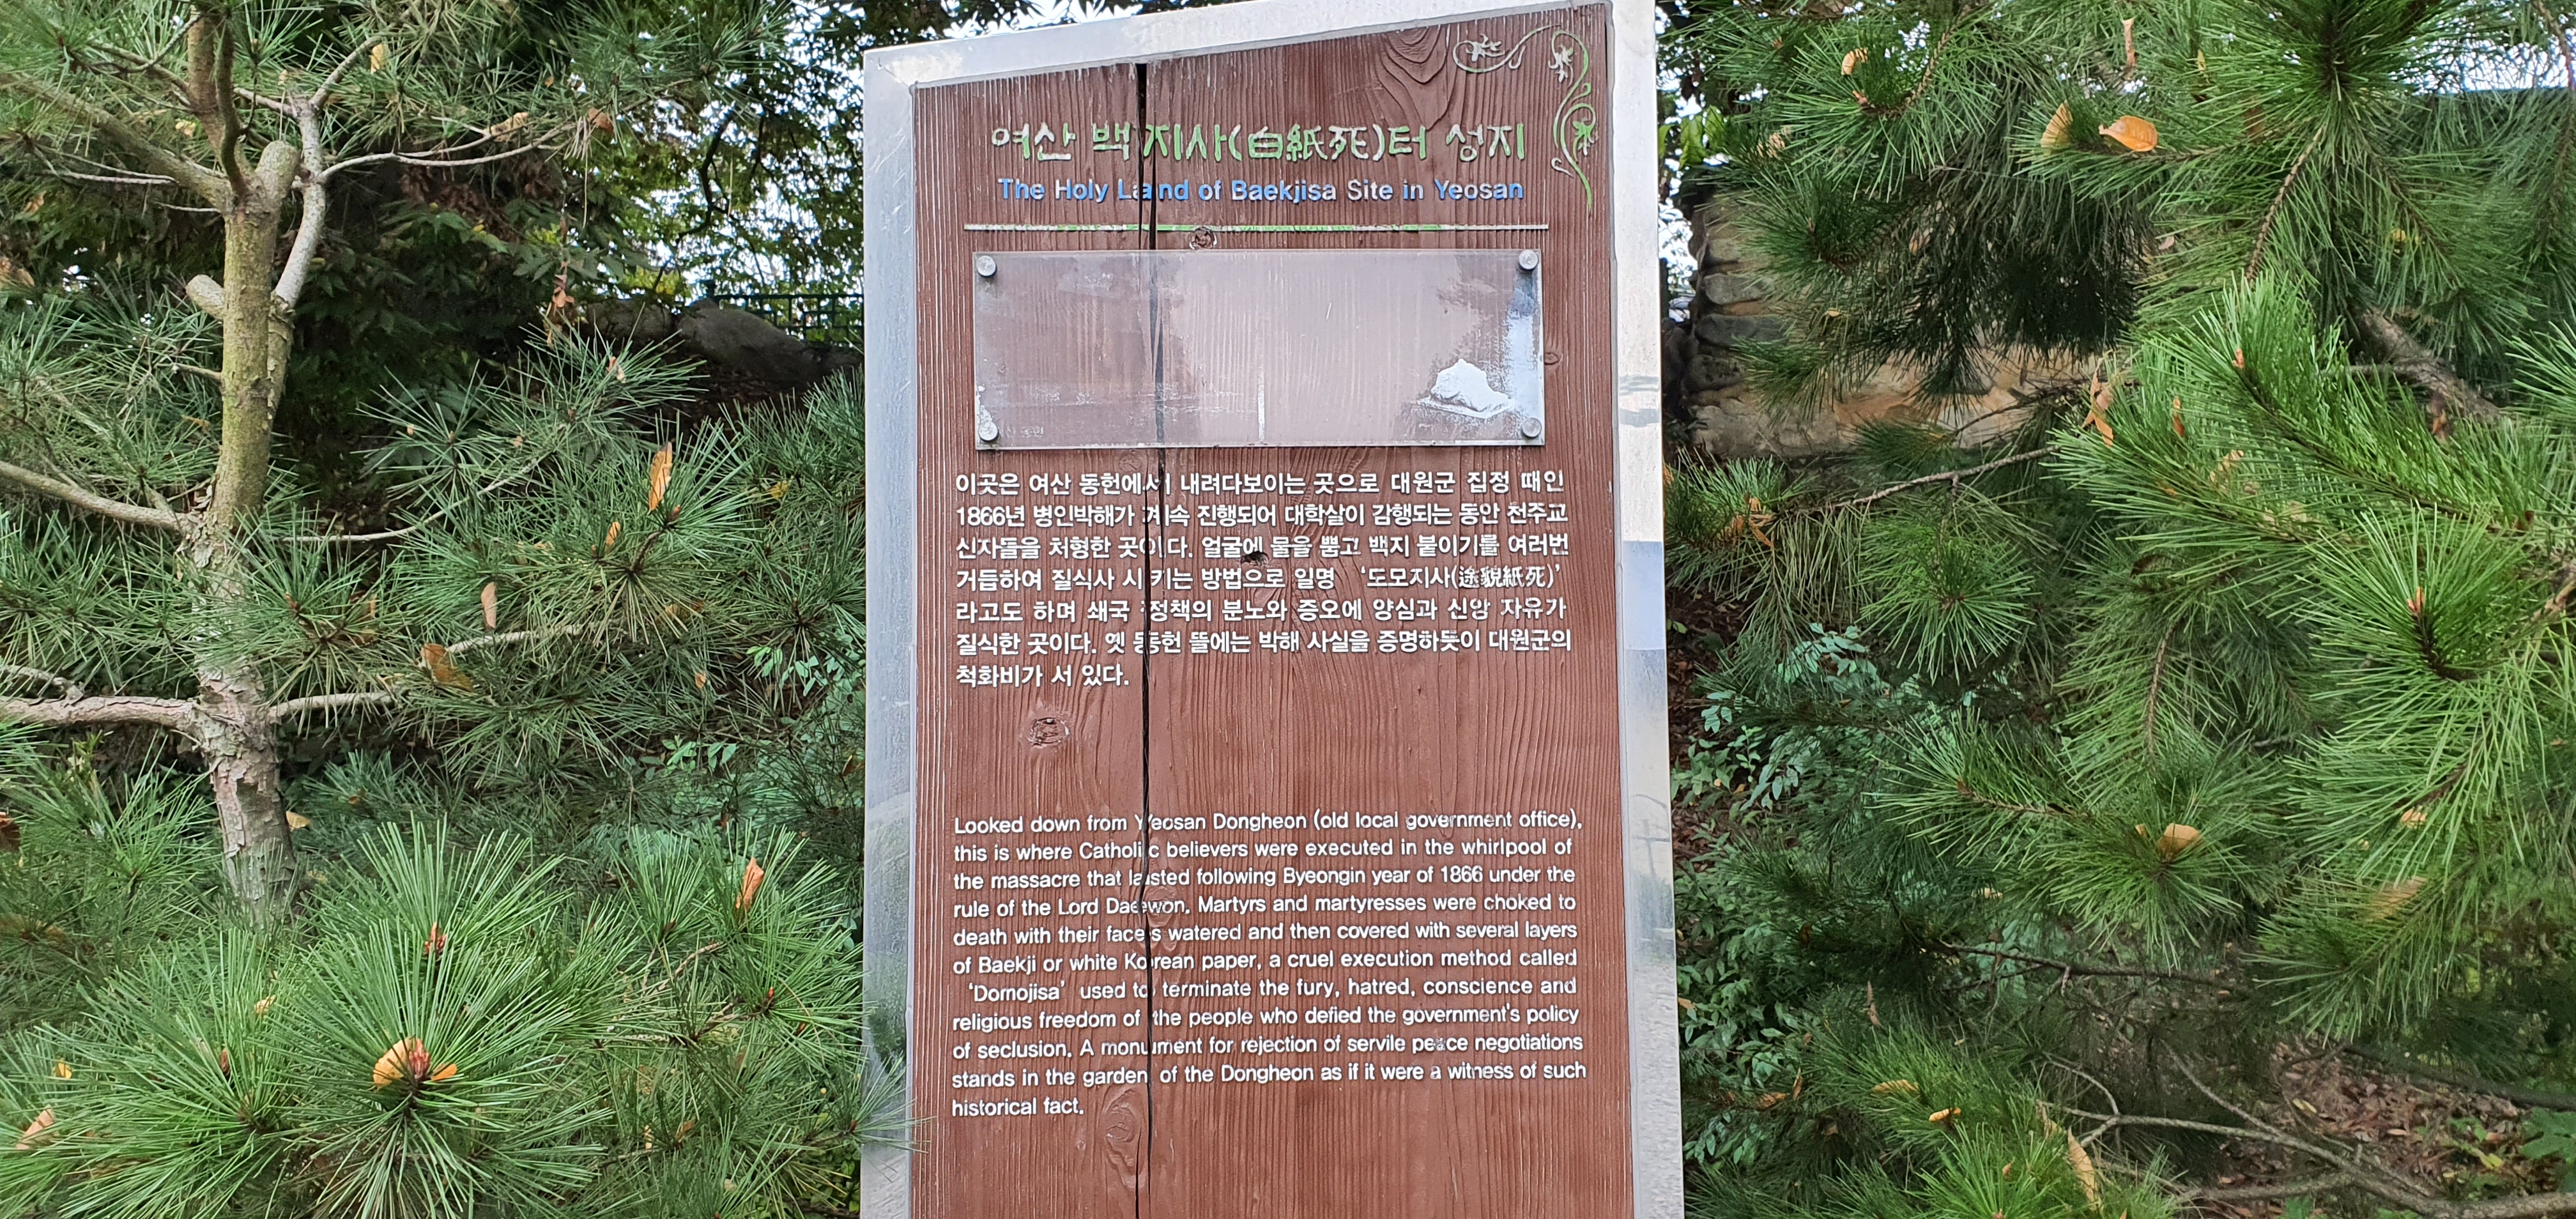 여산 백지사(白紙死)터 성지
The Holy Land of Baekjisa Site in Yeosan
이곳은 여산 동헌에서 내려다보이는 곳으로 대원군 집정 때인
1866년 병인박해가 계속 진행되어 대학살이 감행되는 동안 천주교
신자들을 처형한 곳이다. 얼굴에 물을 뿜고 백지 붙이기를 여러번
거듭하여 질식사 시키는 방법으로 일명 ‘도모지사(塗貌紙死)’
라고도 하며 쇄국 정책의 분노와 증오에 양심과 신앙 자유가
질식한 곳이다. 옛 동헌 뜰에는 박해 사실을 증명하듯이 대원군의
척화비가 서 있다.
Looked down from Yeosan Dongheon (old local government office),
this is where Catholic believers were executed in the whirlpool of
the massacre that lasted following Byeongin year of 1866 under the
rule of the Lord Daewon. Martyrs and martyresses were choked to
death with their faces watered and then covered with several layers
of Baekji or white Korean paper, a cruel execution method called
‘Domojisa’ used to terminate the fury, hatred, conscience and
religious freedom of the people who defied the government's policy
of seclusion. A monument for rejection of servile peace negotiations
stands in the garden of the Dongheon as if it were a witness of such
historical fact.